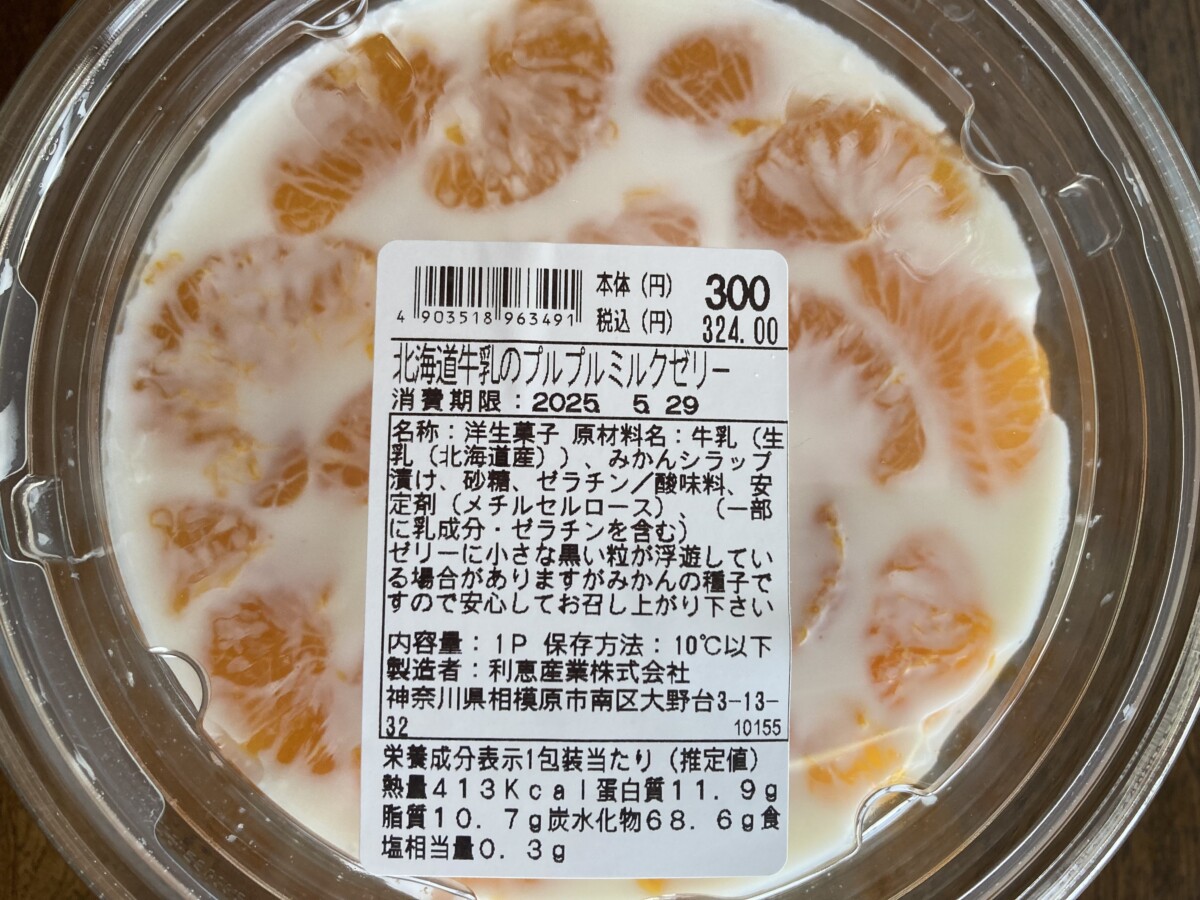 本体（円） 300
4 903518 963491 税込（円） 324.00
北海道牛乳のプルプルミルクゼリー
消費期限：2025. 5. 29
名称：洋生菓子 原材料名：牛乳（生
乳（北海道産））、みかんシラップ
漬け、砂糖、ゼラチン／酸味料、安
定剤（メチルセルロース）、（一部
に乳成分・ゼラチンを含む）
ゼリーに小さな黒い粒が浮遊してい
る場合がありますがみかんの種子で
すので安心してお召し上がり下さい
内容量：1P 保存方法：10℃以下
製造者：利恵産業株式会社
神奈川県相模原市南区大野台3-13-
32 10155
栄養成分表示1包装当たり（推定値）
熱量413Kcal蛋白質11.9g
脂質10.7g炭水化物68.6g食
塩相当量0.3g